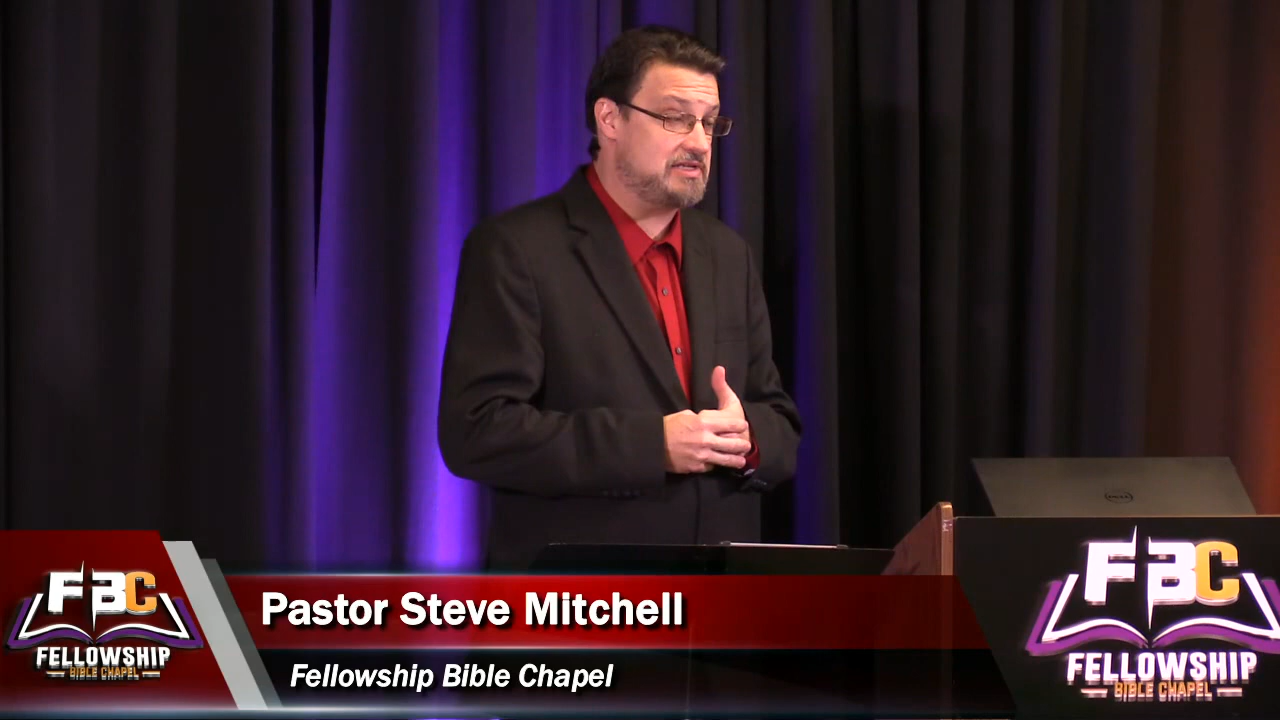 DELL
FBC
FELLOWSHIP
BIBLE CHAPEL
Pastor Steve Mitchell
Fellowship Bible Chapel
FBC
FELLOWSHIP
BIBLE CHAPEL